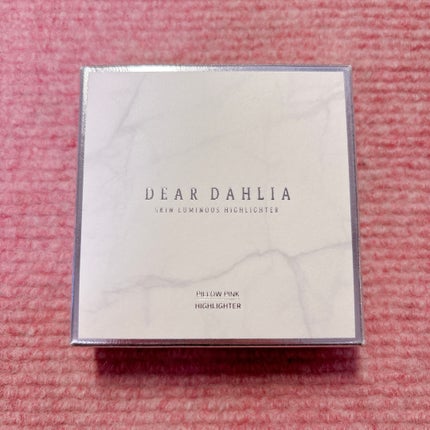 DEAR DAHLIA
SKIN LUMINOUS HIGHLIGHTER
PILLOW PINK
HIGHLIGHTER